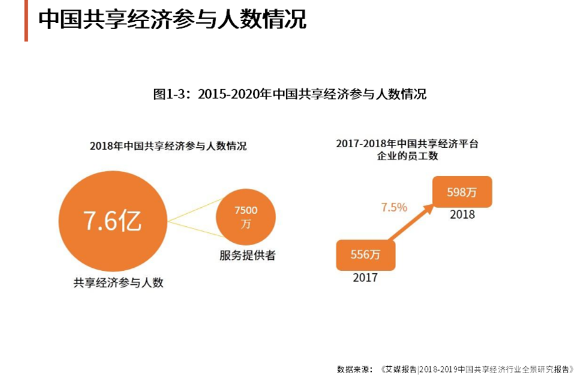 中国共享经济参与人数情况
图1-3：2015-2020年中国共享经济参与人数情况
2018年中国共享经济参与人数情况
7.6亿
7500
万
服务提供者
共享经济参与人数
2017-2018年中国共享经济平台
企业的员工数
598万
7.5%
2018
556万
2017
数据来源：《艾媒报告|2018-2019中国共享经济行业全景研究报告》